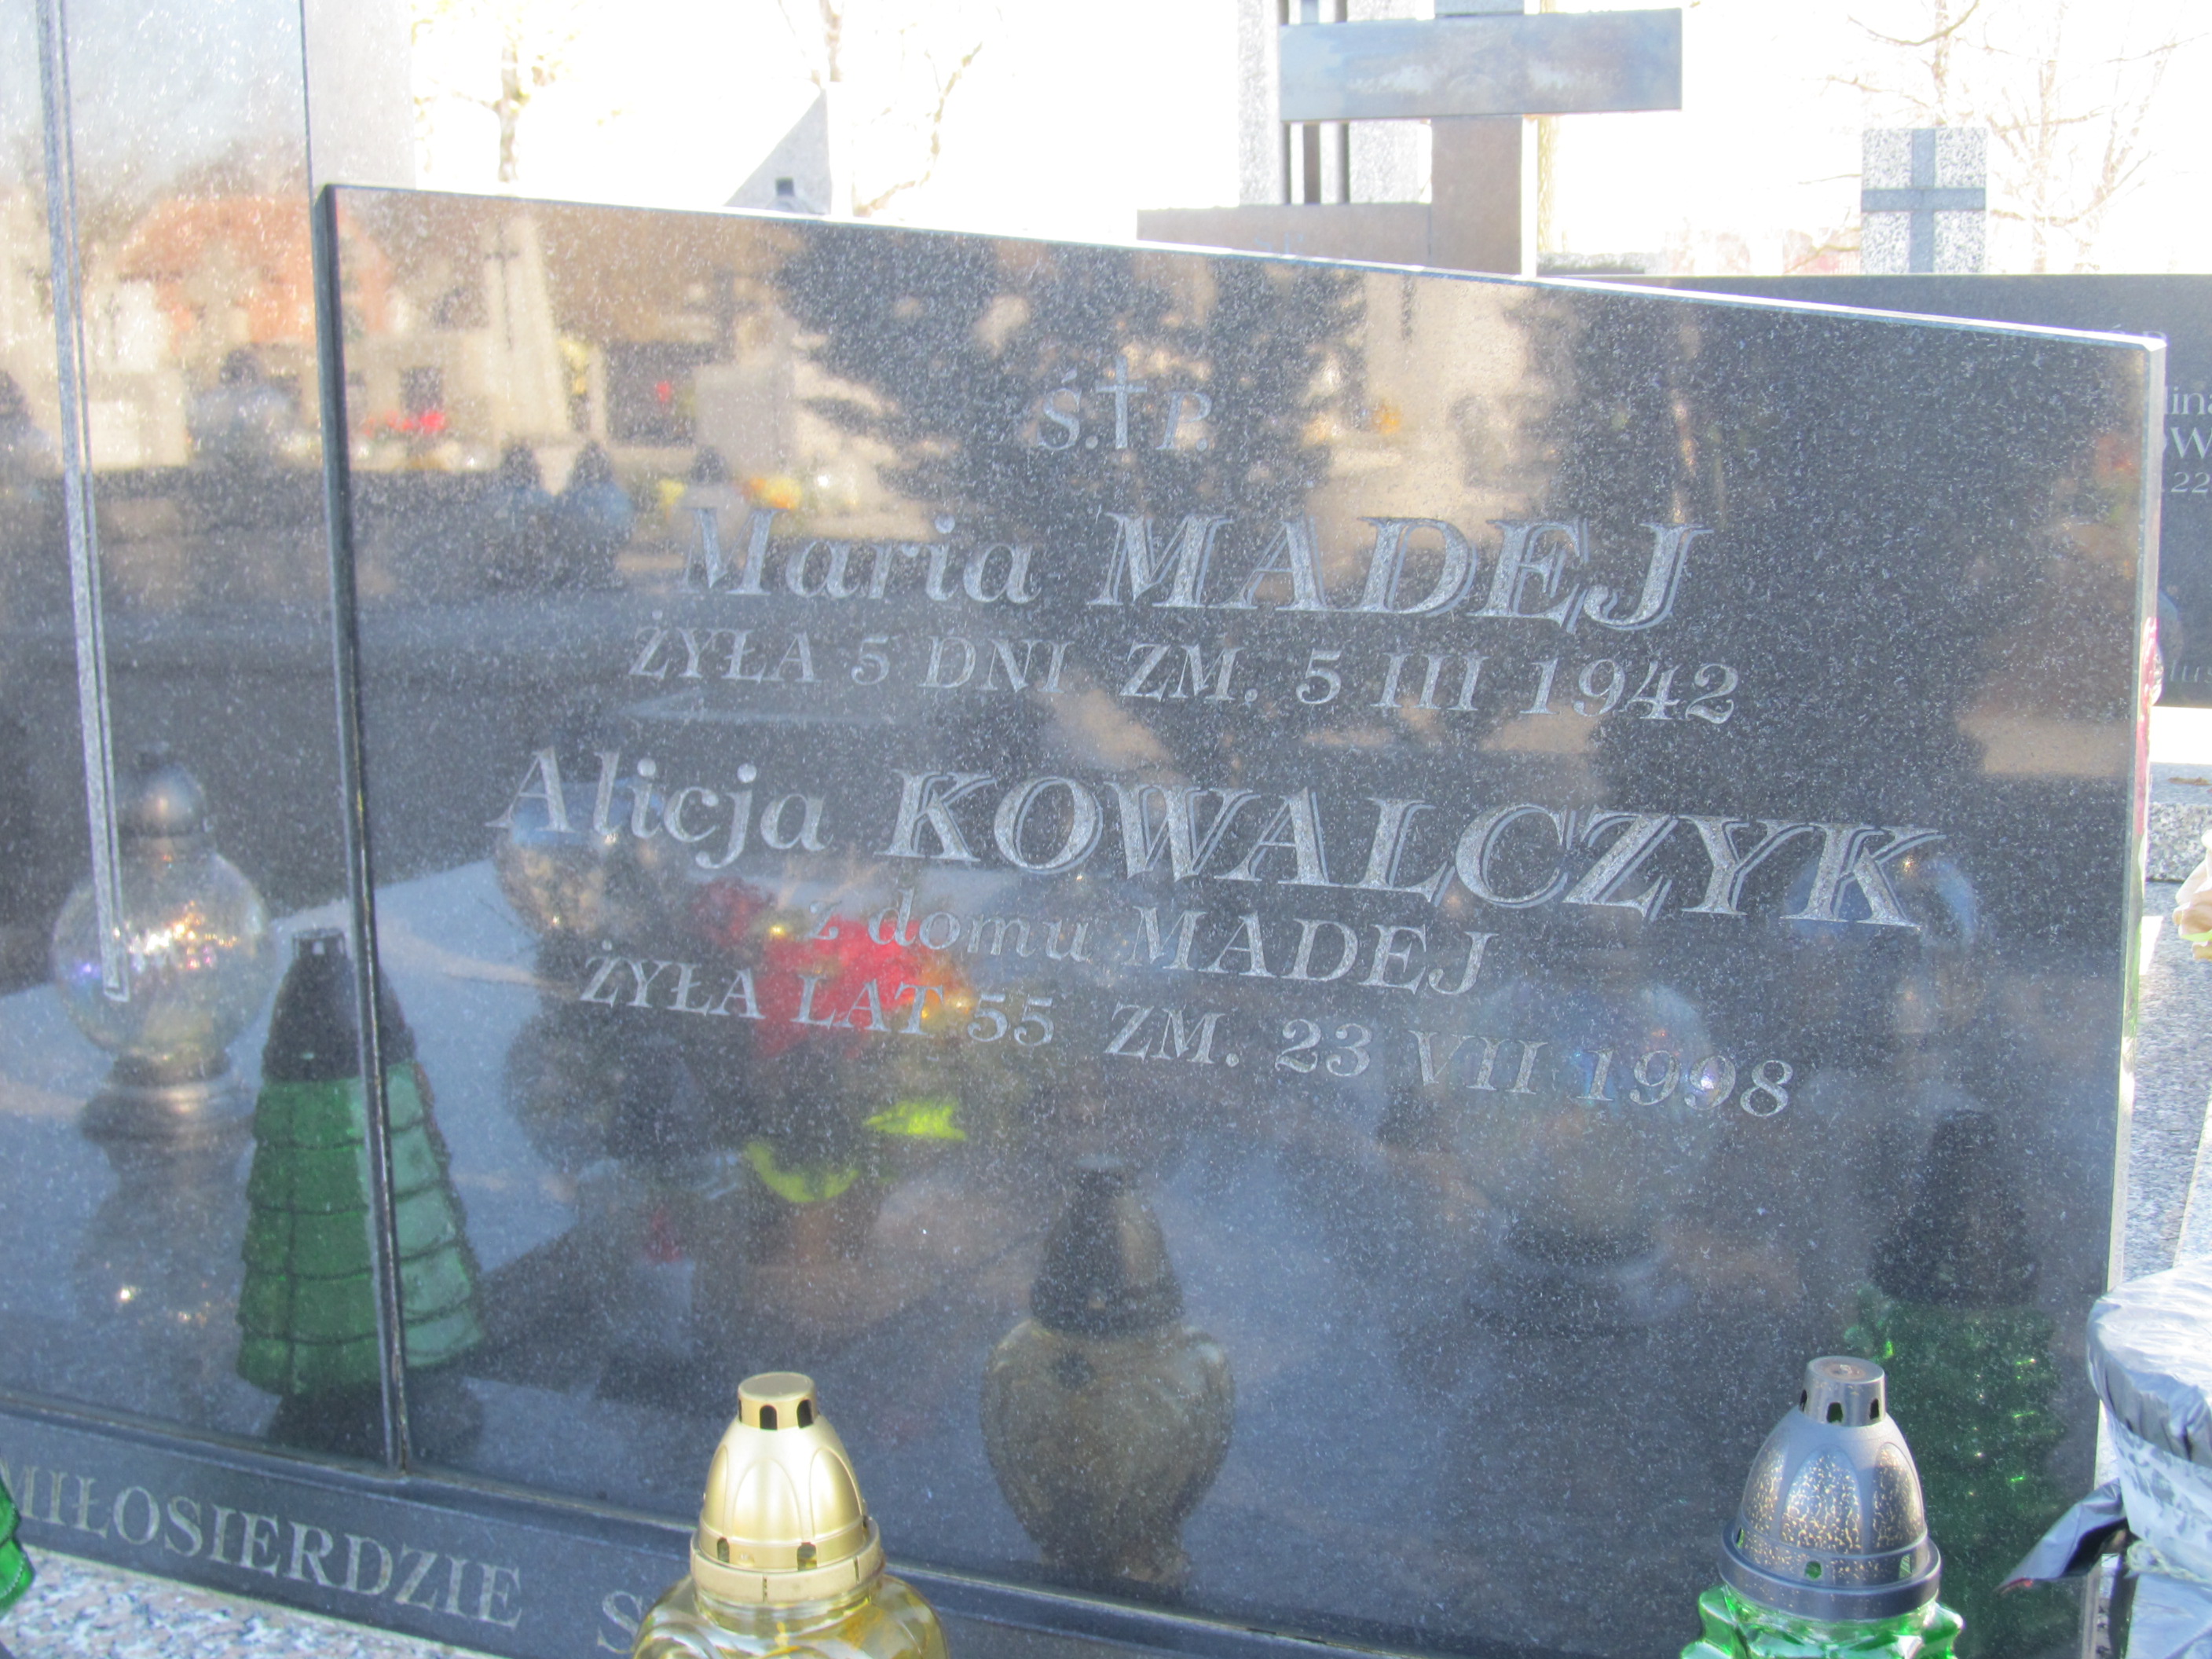 Ś.†P.
Maria MADEJ
ŻYŁA 5 DNI ZM. 5 III 1942
Alicja KOWALCZYK
z domu MADEJ
ŻYŁA LAT 55 ZM. 23 VII 1998
MIŁOSIERDZIE